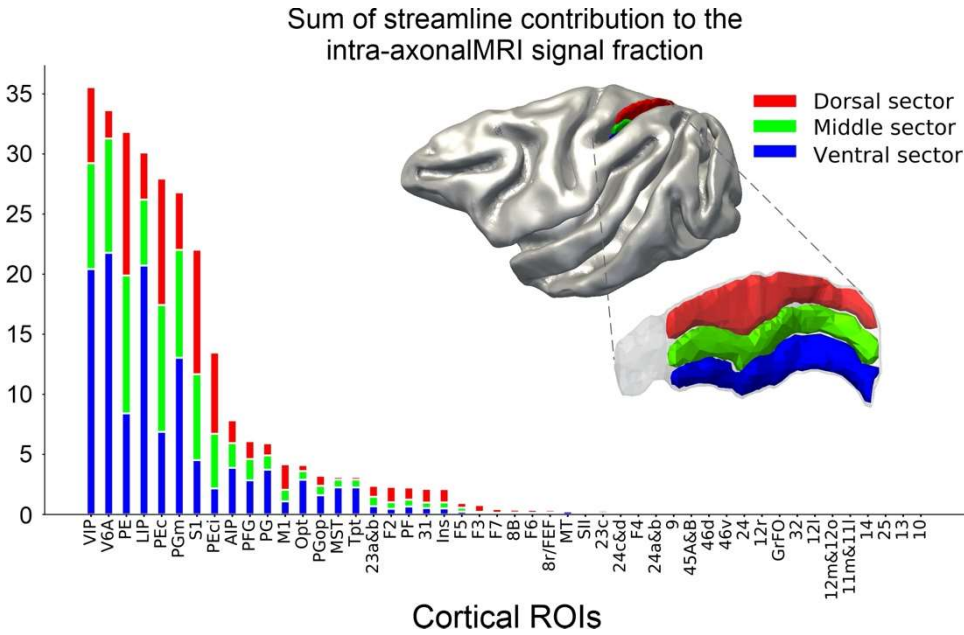 Sum of streamline contribution to the
intra-axonalMRI signal fraction
35
30
25
20
15
10
5
0
Dorsal sector
Middle sector
Ventral sector
VIP
V6A
PE
LIP
PEc
PGm
S1
PEci
AIP
PFG
PG
M1
Opt
PGop
MST
Tpt
23a&b
F2
PF
31
Ins
F5
F3
F7
8B
F6
8r/FEF
MT
SII
23c
24c&d
F4
24a&b
9
45A&B
46d
46v
24
12r
GrFO
32
12l
12m&12o
11m&11l
14
25
13
10
Cortical ROIs